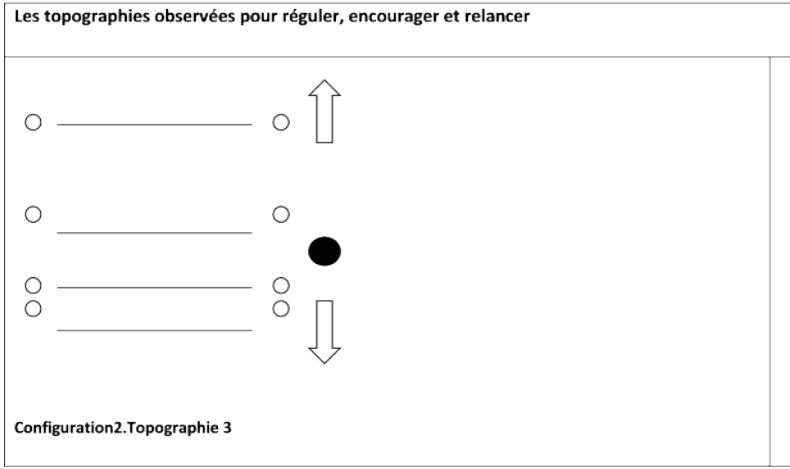 Les topographies observées pour réguler, encourager et relancer
Configuration2.Topographie 3